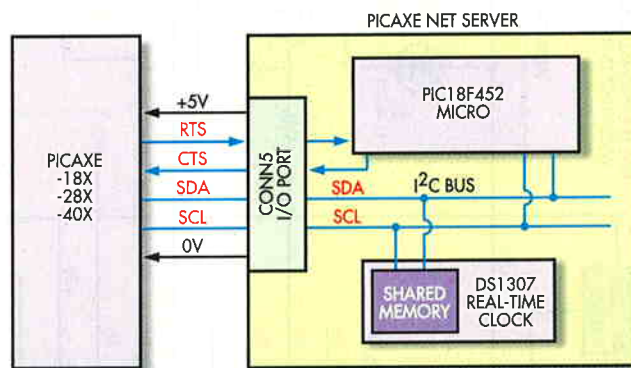 PICAXE NET SERVER
PICAXE
-18X
-28X
-40X
+5V
RTS
CTS
SDA
SCL
0V
CONN5
I/O PORT
PIC18F452
MICRO
SDA
I²C BUS
SCL
SHARED
MEMORY
DS1307
REAL-TIME
CLOCK